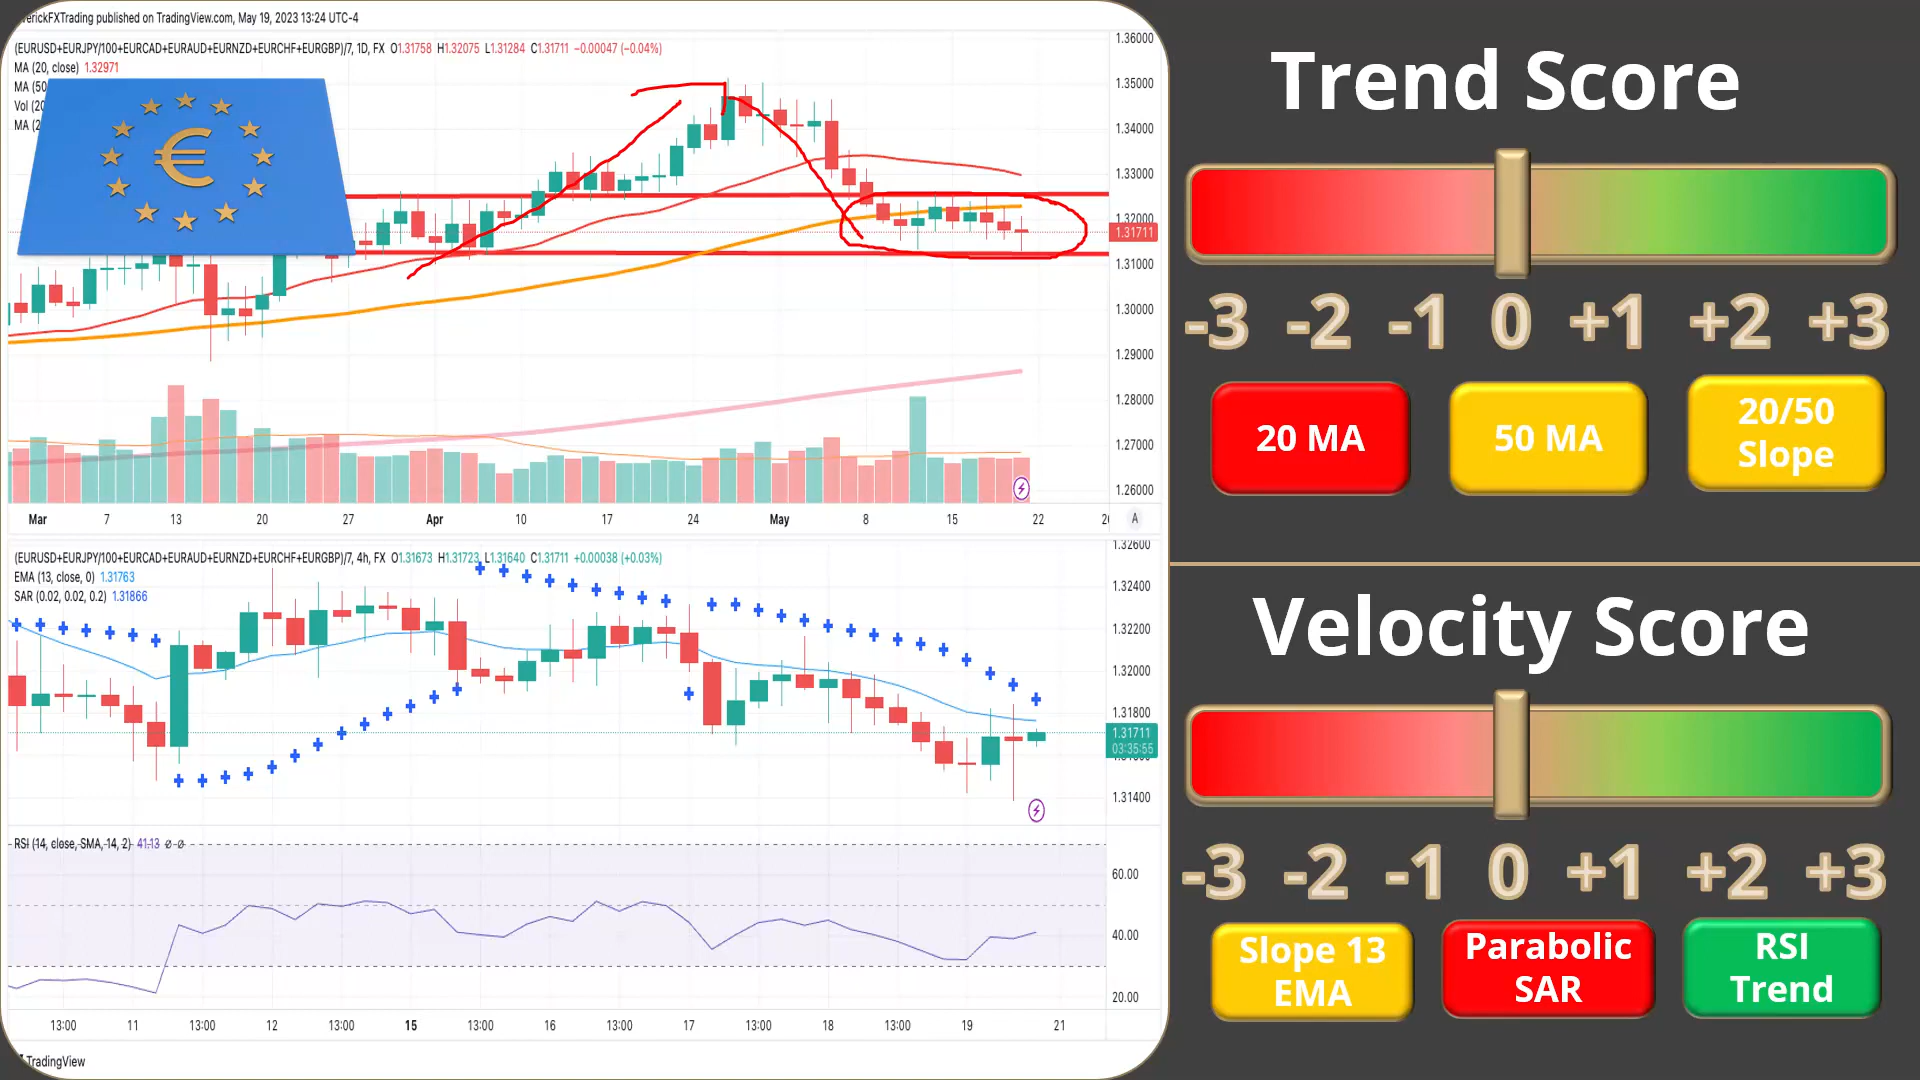 erickFXTrading published on TradingView.com, May 19, 2023 13:24 UTC-4
(EURUSD+EURJPY/100+EURCAD+EURAUD+EURNZD+EURCHF+EURGBP)/7, 1D, FX O1.31758 H1.32075 L1.31284 C1.31711 −0.00047 (−0.04%)
MA (20, close) 1.32971
MA (50
Vol (20
MA (2
€
1.36000
1.35000
1.34000
1.33000
1.32000
1.31711
1.31000
1.30000
1.29000
1.28000
1.27000
1.26000
Mar 7 13 20 27 Apr 10 17 24 May 8 15 22 2 A
(EURUSD+EURJPY/100+EURCAD+EURAUD+EURNZD+EURCHF+EURGBP)/7, 4h, FX O1.31673 H1.31723 L1.31640 C1.31711 +0.00038 (+0.03%)
EMA (13, close, 0) 1.31763
SAR (0.02, 0.02, 0.2) 1.31866
1.32600
1.32400
1.32200
1.32000
1.31800
1.31711
03:35:55
1.31400
RSI (14, close, SMA, 14, 2) 41.13 ∅ ∅
60.00
40.00
20.00
13:00 11 13:00 12 13:00 15 13:00 16 13:00 17 13:00 18 13:00 19 21
TradingView
Trend Score
-3 -2 -1 0 +1 +2 +3
20 MA
50 MA
20/50
Slope
Velocity Score
-3 -2 -1 0 +1 +2 +3
Slope 13
EMA
Parabolic
SAR
RSI
Trend